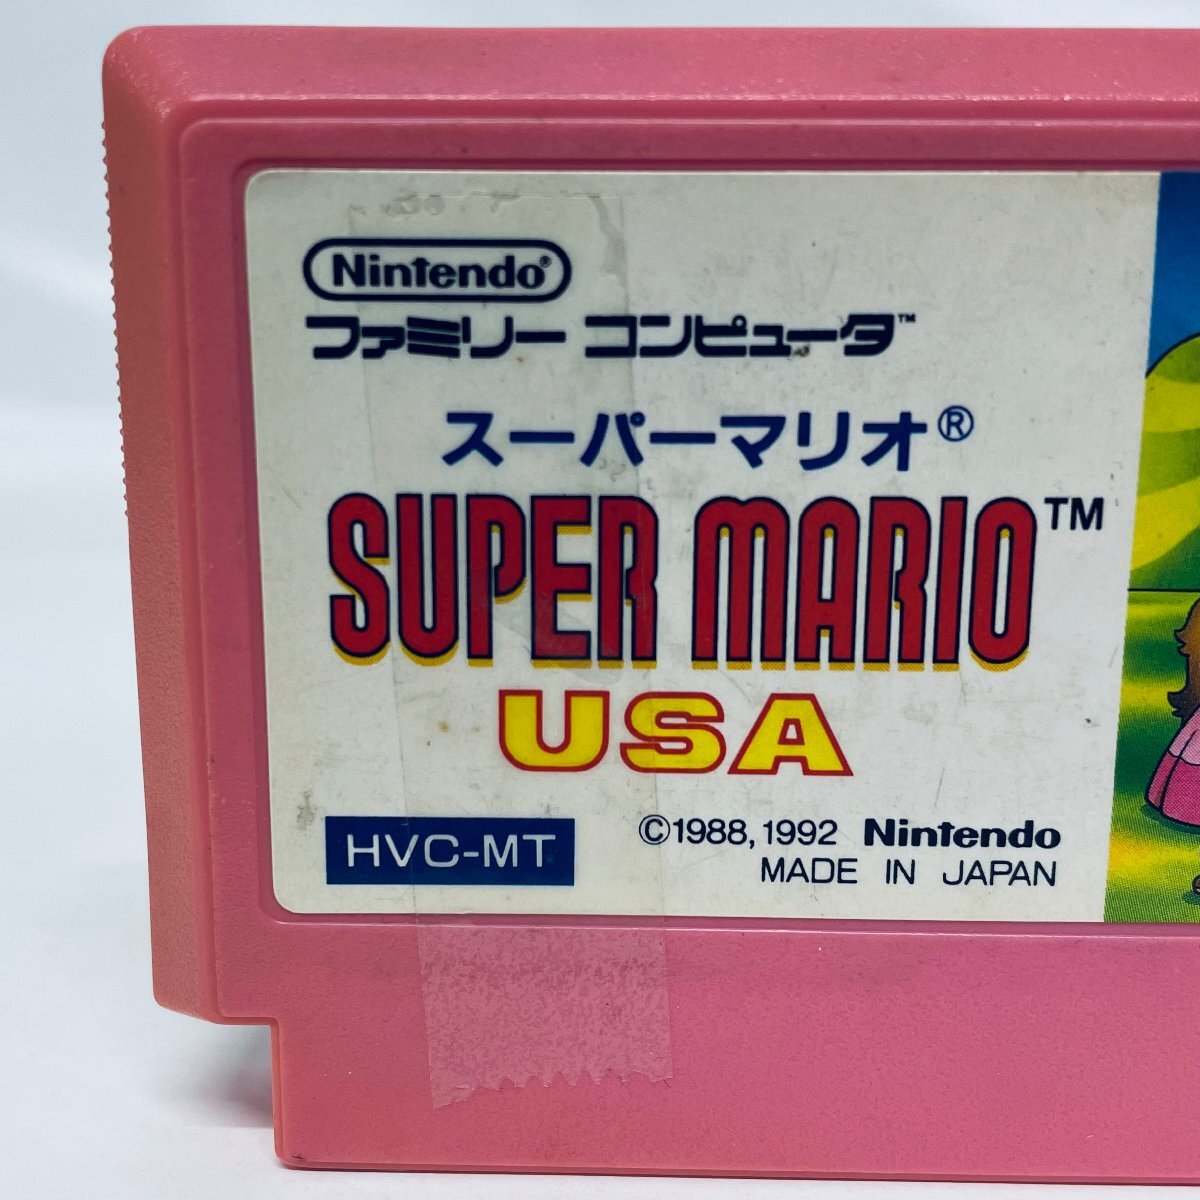 Nintendo®
ファミリー コンピュータ™
スーパーマリオ®
SUPER MARIO™
USA
HVC-MT
©1988, 1992 Nintendo
MADE IN JAPAN